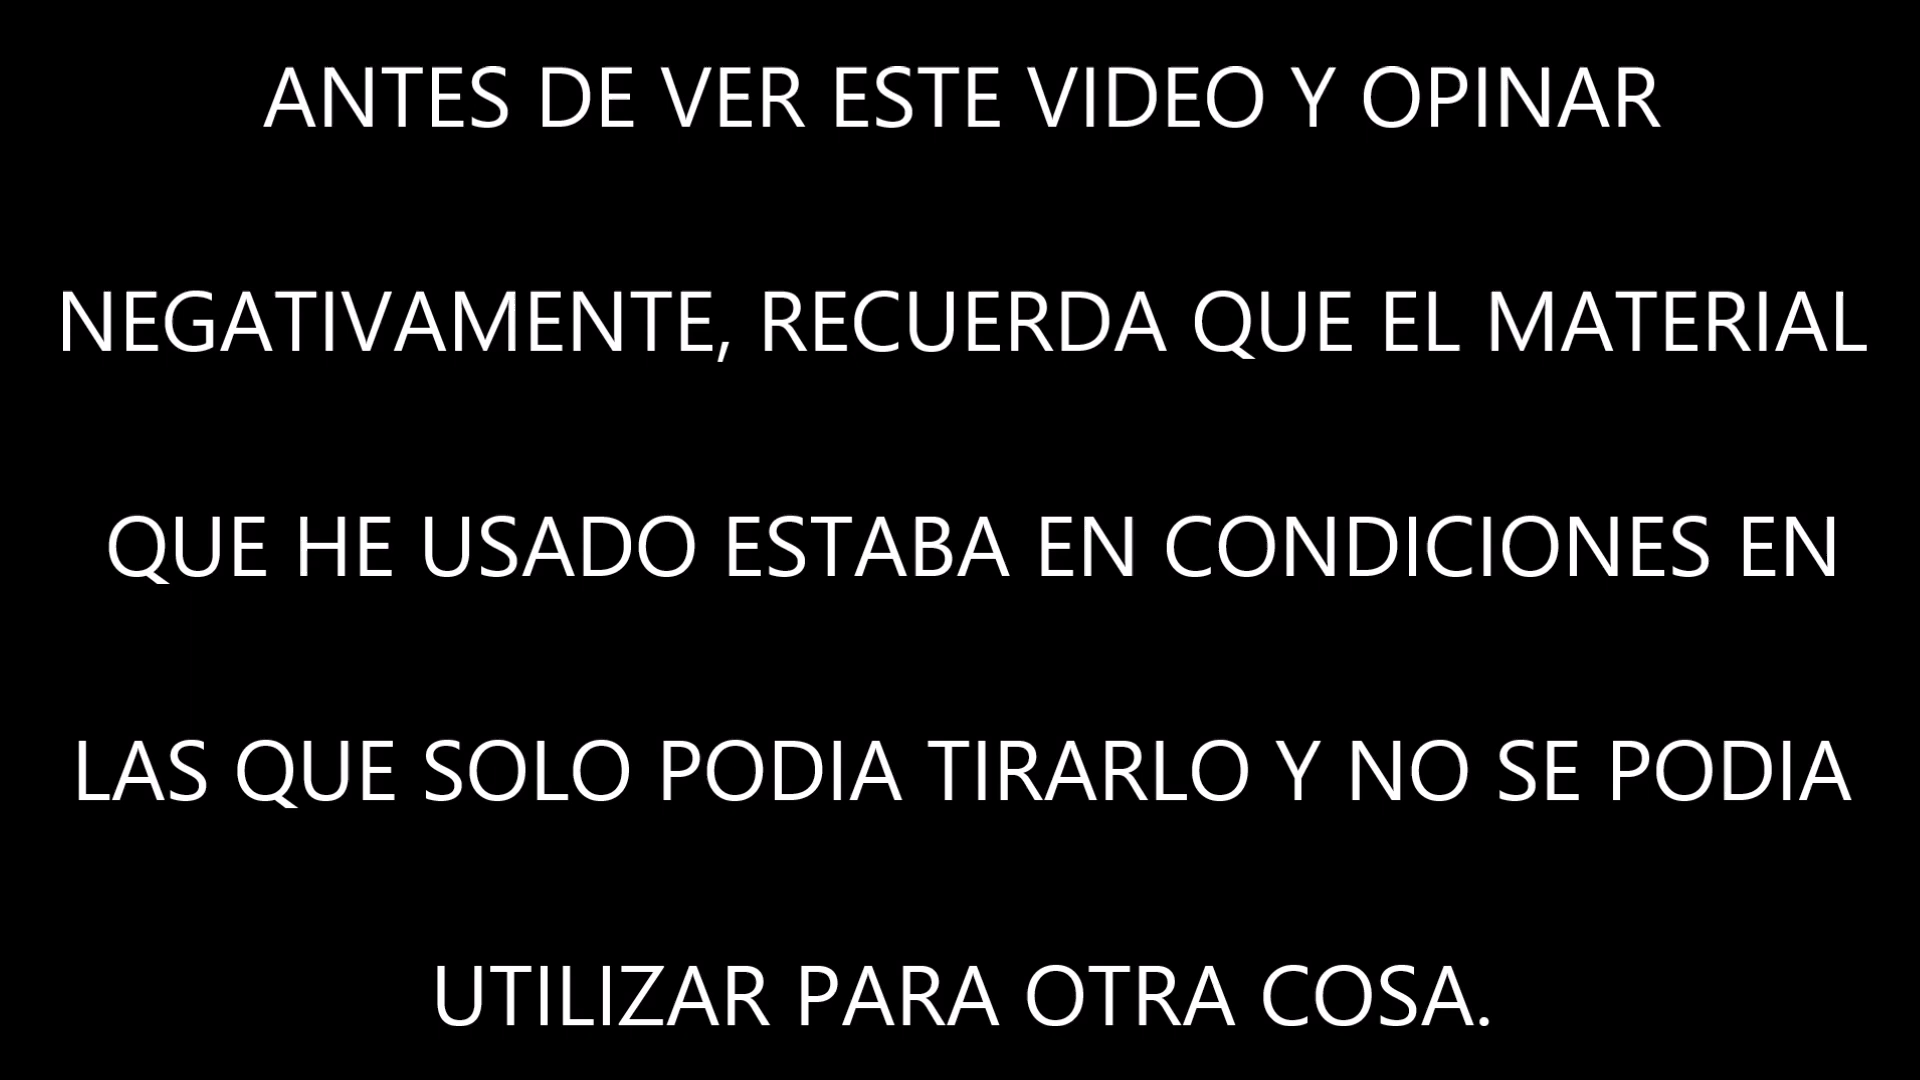 ANTES DE VER ESTE VIDEO Y OPINAR
NEGATIVAMENTE, RECUERDA QUE EL MATERIAL
QUE HE USADO ESTABA EN CONDICIONES EN
LAS QUE SOLO PODIA TIRARLO Y NO SE PODIA
UTILIZAR PARA OTRA COSA.